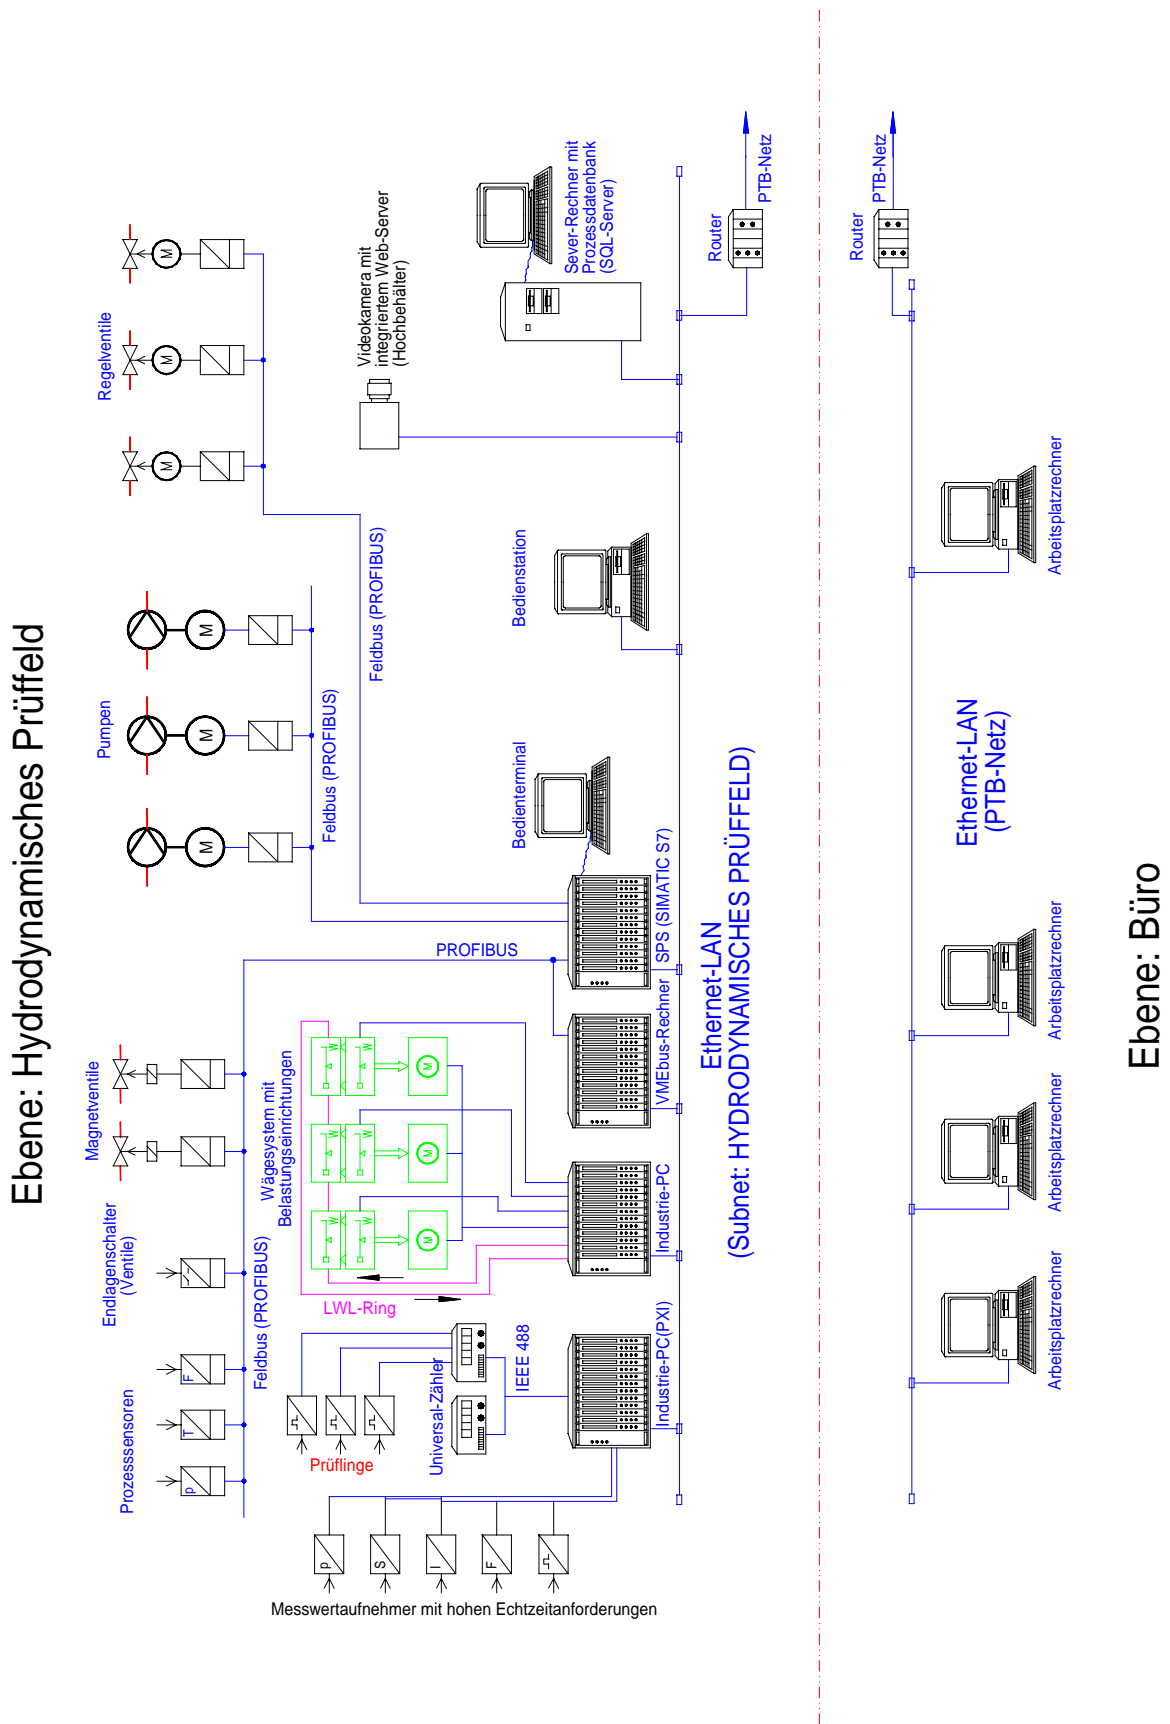 Ebene: Hydrodynamisches Prüffeld
Prozesssensoren
p
T
F
Endlagenschalter
(Ventile)
Magnetventile
Pumpen
M
M
M
Regelventile
M
M
M
Feldbus (PROFIBUS)
Feldbus (PROFIBUS)
Feldbus (PROFIBUS)
PROFIBUS
Wägesystem mit
Belastungseinrichtungen
W
W
M
W
W
M
W
W
M
LWL-Ring
Prüflinge
Universal-Zähler
IEEE 488
Messwertaufnehmer mit hohen Echtzeitanforderungen
p
S
I
F
Videokamera mit
integriertem Web-Server
(Hochbehälter)
Bedienterminal
Bedienstation
Sever-Rechner mit
Prozessdatenbank
(SQL-Server)
Industrie-PC(PXI)
Industrie-PC
VMEbus-Rechner
SPS (SIMATIC S7)
Router
PTB-Netz
Ethernet-LAN
(Subnet: HYDRODYNAMISCHES PRÜFFELD)
Router
PTB-Netz
Ethernet-LAN
(PTB-Netz)
Arbeitsplatzrechner
Arbeitsplatzrechner
Arbeitsplatzrechner
Arbeitsplatzrechner
Ebene: Büro